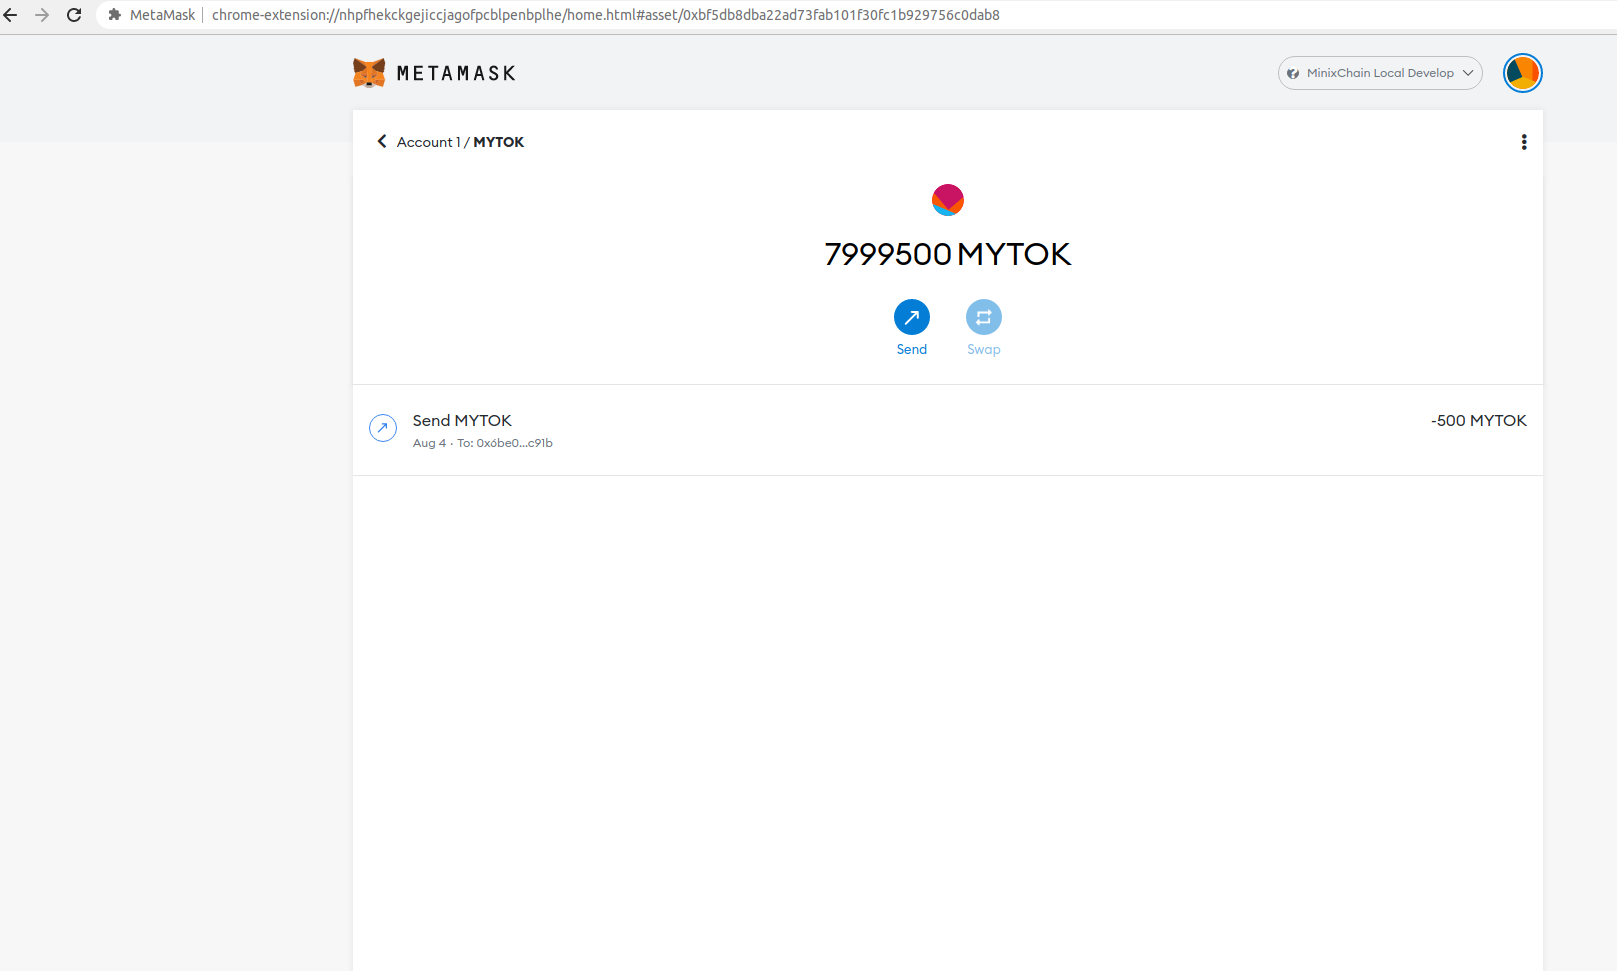 MetaMask chrome-extension://nhpfhekckgejiccjagofpcblpenbplhe/home.html#asset/0xbf5db8dba22ad73fab101f30fc1b929756c0dab8
METAMASK
MinixChain Local Develop
Account 1 / MYTOK
7999500 MYTOK
Send
Swap
Send MYTOK
-500 MYTOK
Aug 4 · To: 0x6be0...c91b